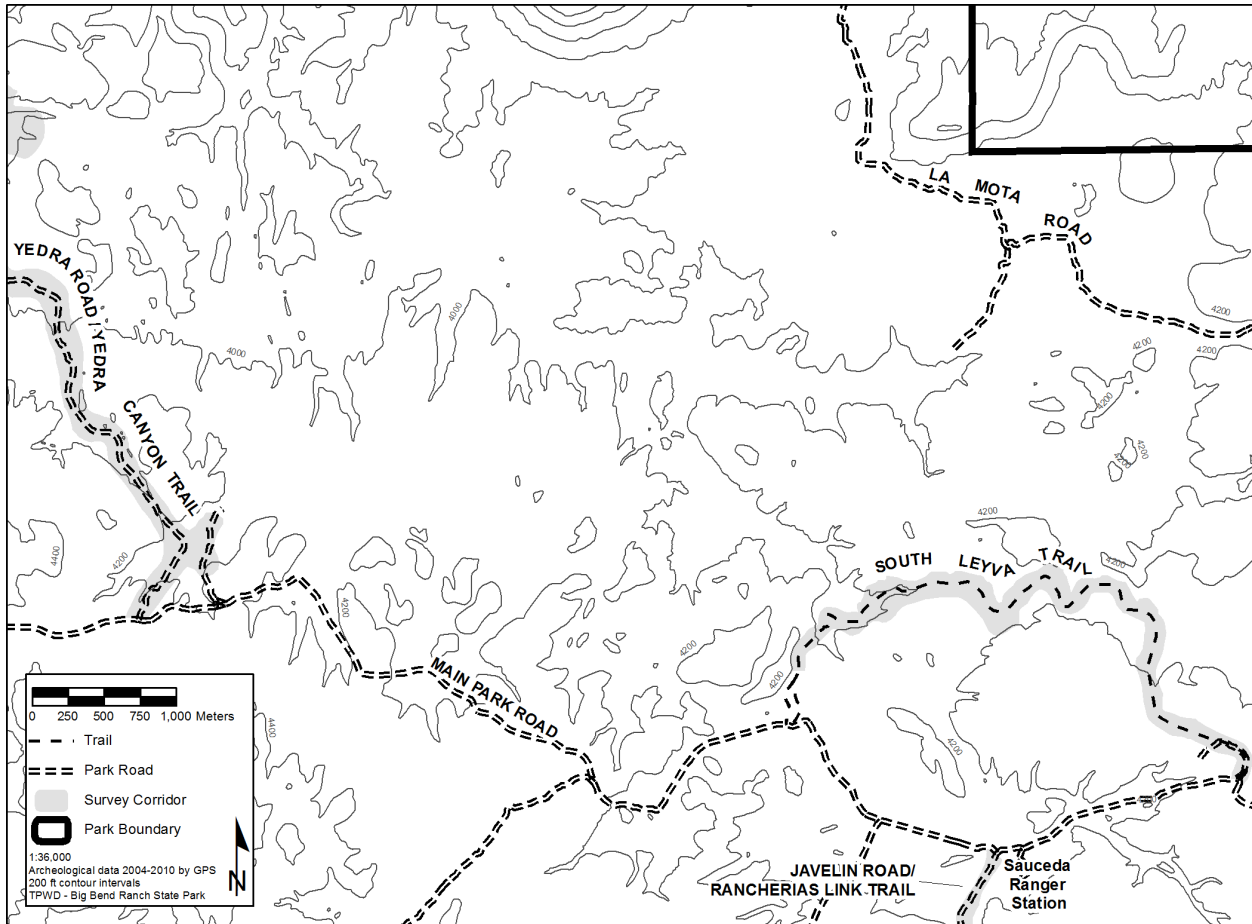 LA MOTA
ROAD
YEDRA ROAD / YEDRA
CANYON TRAIL
4200
4000
4000
4200
4200
4200
4200
4200
4200
4200
4400
4200
SOUTH LEYVA TRAIL
4200
4200
4200
4200
MAIN PARK ROAD
4400
4200
JAVELIN ROAD/
RANCHERIAS LINK TRAIL
Sauceda
Ranger
Station
0 250 500 750 1,000 Meters
Trail
Park Road
Survey Corridor
Park Boundary
1:36,000
Archeological data 2004-2010 by GPS
200 ft contour intervals
TPWD - Big Bend Ranch State Park
N